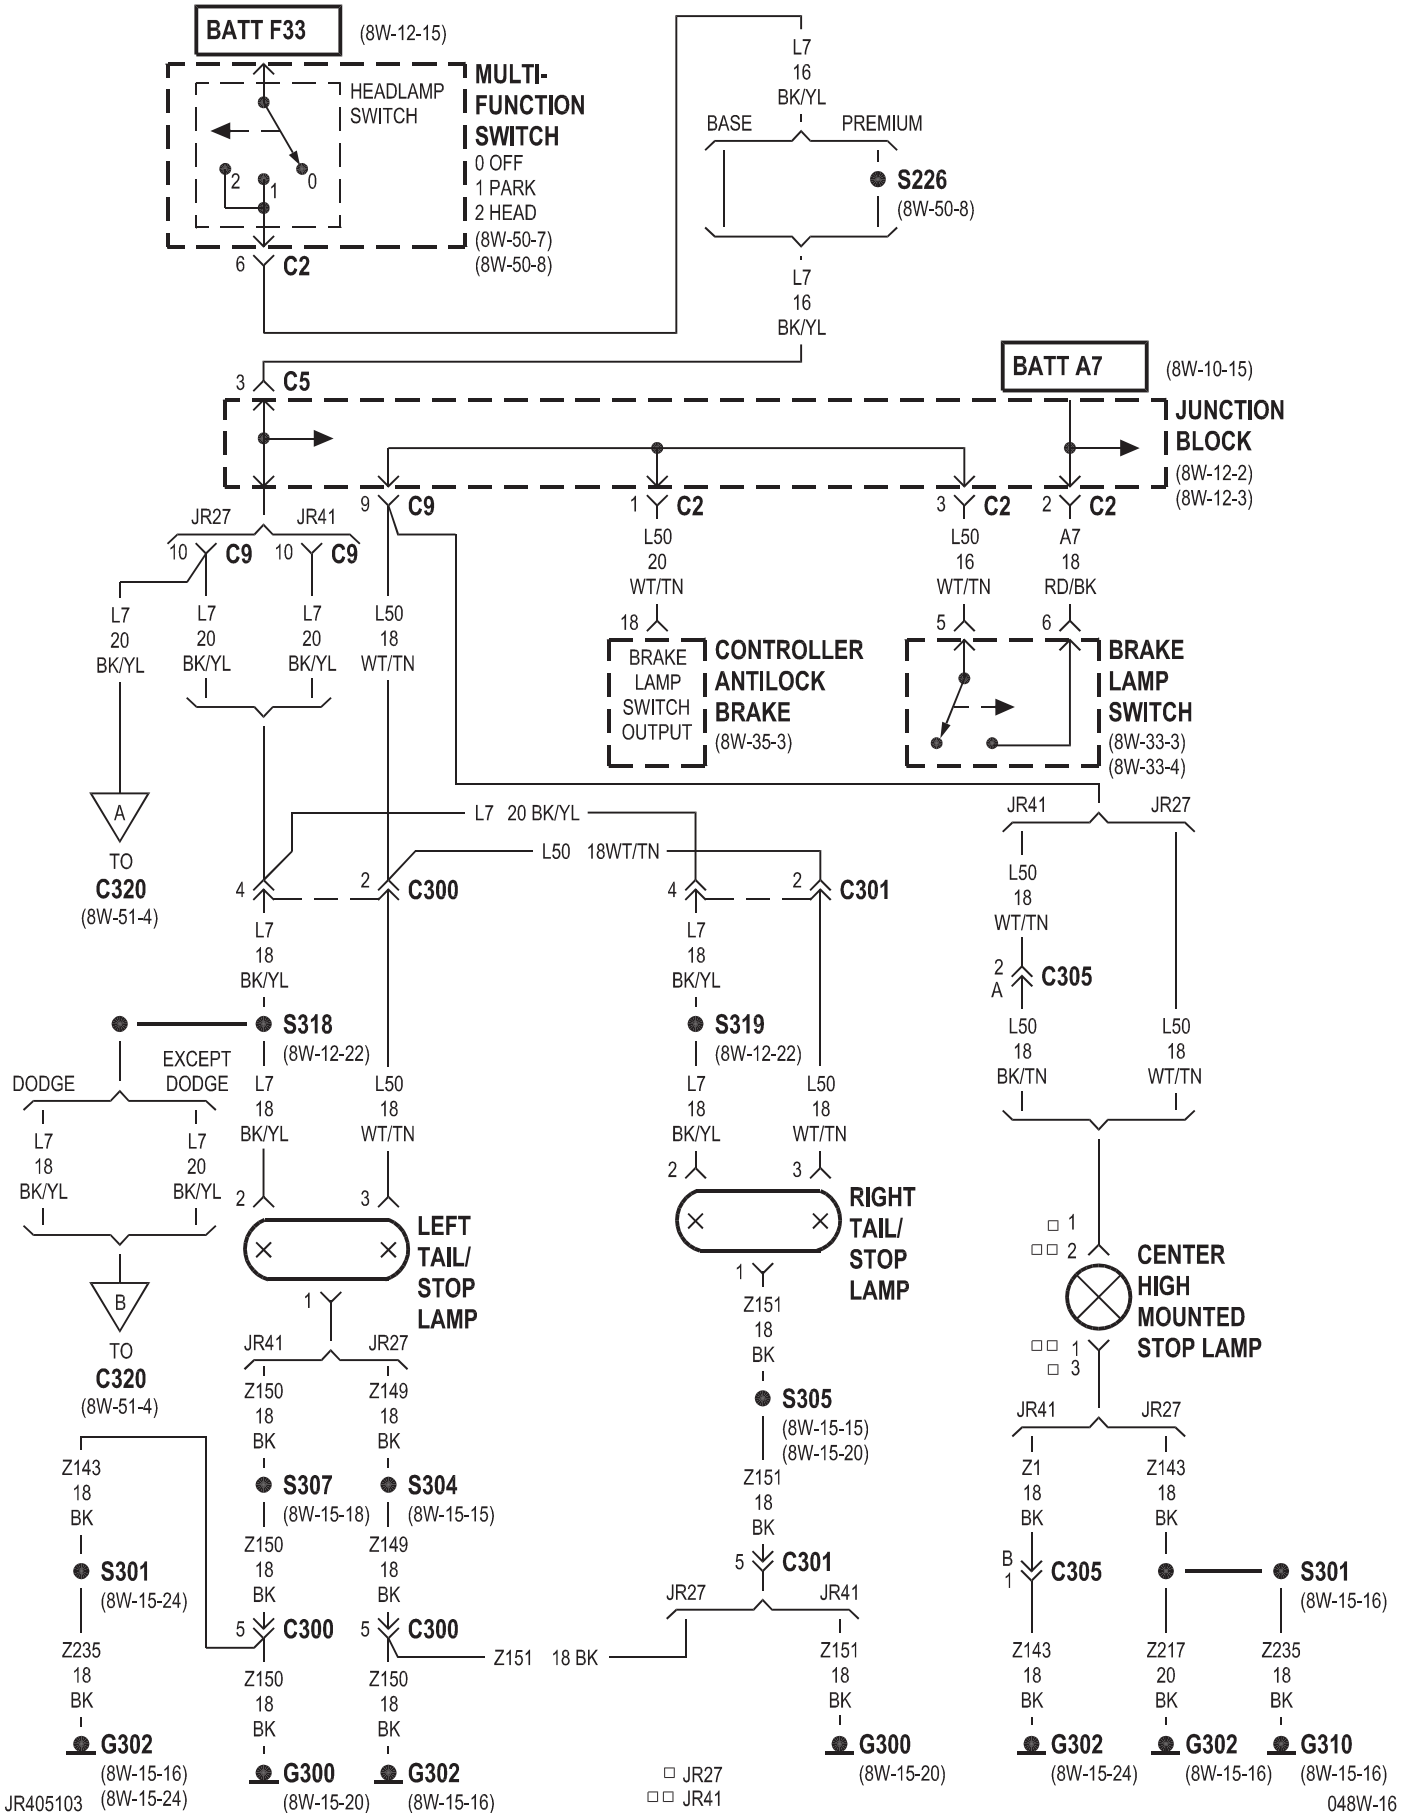 BATT F33
(8W-12-15)
HEADLAMP
SWITCH
MULTI-
FUNCTION
SWITCH
0 OFF
1 PARK
2 HEAD
(8W-50-7)
(8W-50-8)
2
1
0
6
C2
L7
16
BK/YL
BASE
PREMIUM
S226
(8W-50-8)
L7
16
BK/YL
3
C5
BATT A7
(8W-10-15)
JUNCTION
BLOCK
(8W-12-2)
(8W-12-3)
JR27
JR41
10
C9
10
C9
9
C9
1
C2
3
C2
2
C2
L50
20
WT/TN
L50
16
WT/TN
A7
18
RD/BK
L7
20
BK/YL
L7
20
BK/YL
L7
20
BK/YL
L50
18
WT/TN
18
BRAKE
LAMP
SWITCH
OUTPUT
CONTROLLER
ANTILOCK
BRAKE
(8W-35-3)
5
6
BRAKE
LAMP
SWITCH
(8W-33-3)
(8W-33-4)
A
TO
C320
(8W-51-4)
L7 20 BK/YL
L50 18WT/TN
4
2
C300
4
2
C301
JR41
JR27
L50
18
WT/TN
2
A
C305
L7
18
BK/YL
L7
18
BK/YL
S318
(8W-12-22)
S319
(8W-12-22)
L50
18
BK/TN
L50
18
WT/TN
DODGE
EXCEPT
DODGE
L7
18
BK/YL
L50
18
WT/TN
L7
18
BK/YL
L50
18
WT/TN
L7
18
BK/YL
L7
20
BK/YL
2
3
2
3
LEFT
TAIL/
STOP
LAMP
RIGHT
TAIL/
STOP
LAMP
□ 1
□□ 2
CENTER
HIGH
MOUNTED
STOP LAMP
□□ 1
□ 3
B
TO
C320
(8W-51-4)
1
JR41
JR27
Z150
18
BK
Z149
18
BK
1
Z151
18
BK
S305
(8W-15-15)
(8W-15-20)
JR41
JR27
Z143
18
BK
S307
(8W-15-18)
S304
(8W-15-15)
Z151
18
BK
Z1
18
BK
Z143
18
BK
S301
(8W-15-24)
Z150
18
BK
Z149
18
BK
5
C301
JR27
JR41
B
1
C305
S301
(8W-15-16)
5
C300
5
C300
Z151 18 BK
Z235
18
BK
Z150
18
BK
Z150
18
BK
Z151
18
BK
Z143
18
BK
Z217
20
BK
Z235
18
BK
G302
(8W-15-16)
(8W-15-24)
G300
(8W-15-20)
G302
(8W-15-16)
G300
(8W-15-20)
G302
(8W-15-24)
G302
(8W-15-16)
G310
(8W-15-16)
□ JR27
□□ JR41
JR405103
048W-16